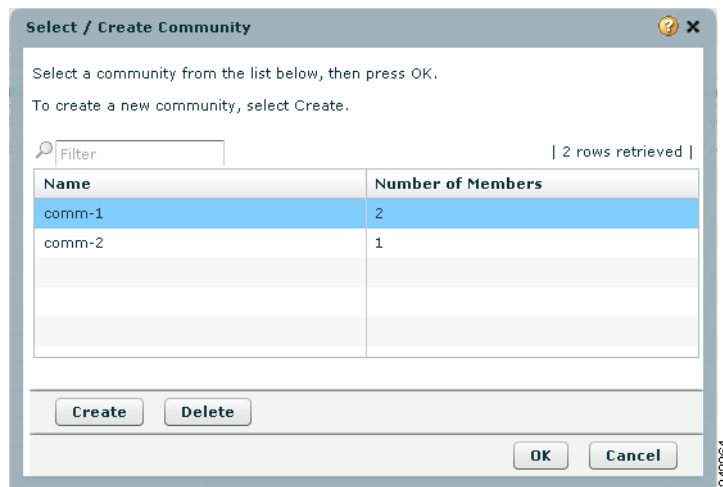 Select / Create Community
Select a community from the list below, then press OK.
To create a new community, select Create.
Filter
| 2 rows retrieved |
Name Number of Members
comm-1 2
comm-2 1
Create Delete
OK Cancel